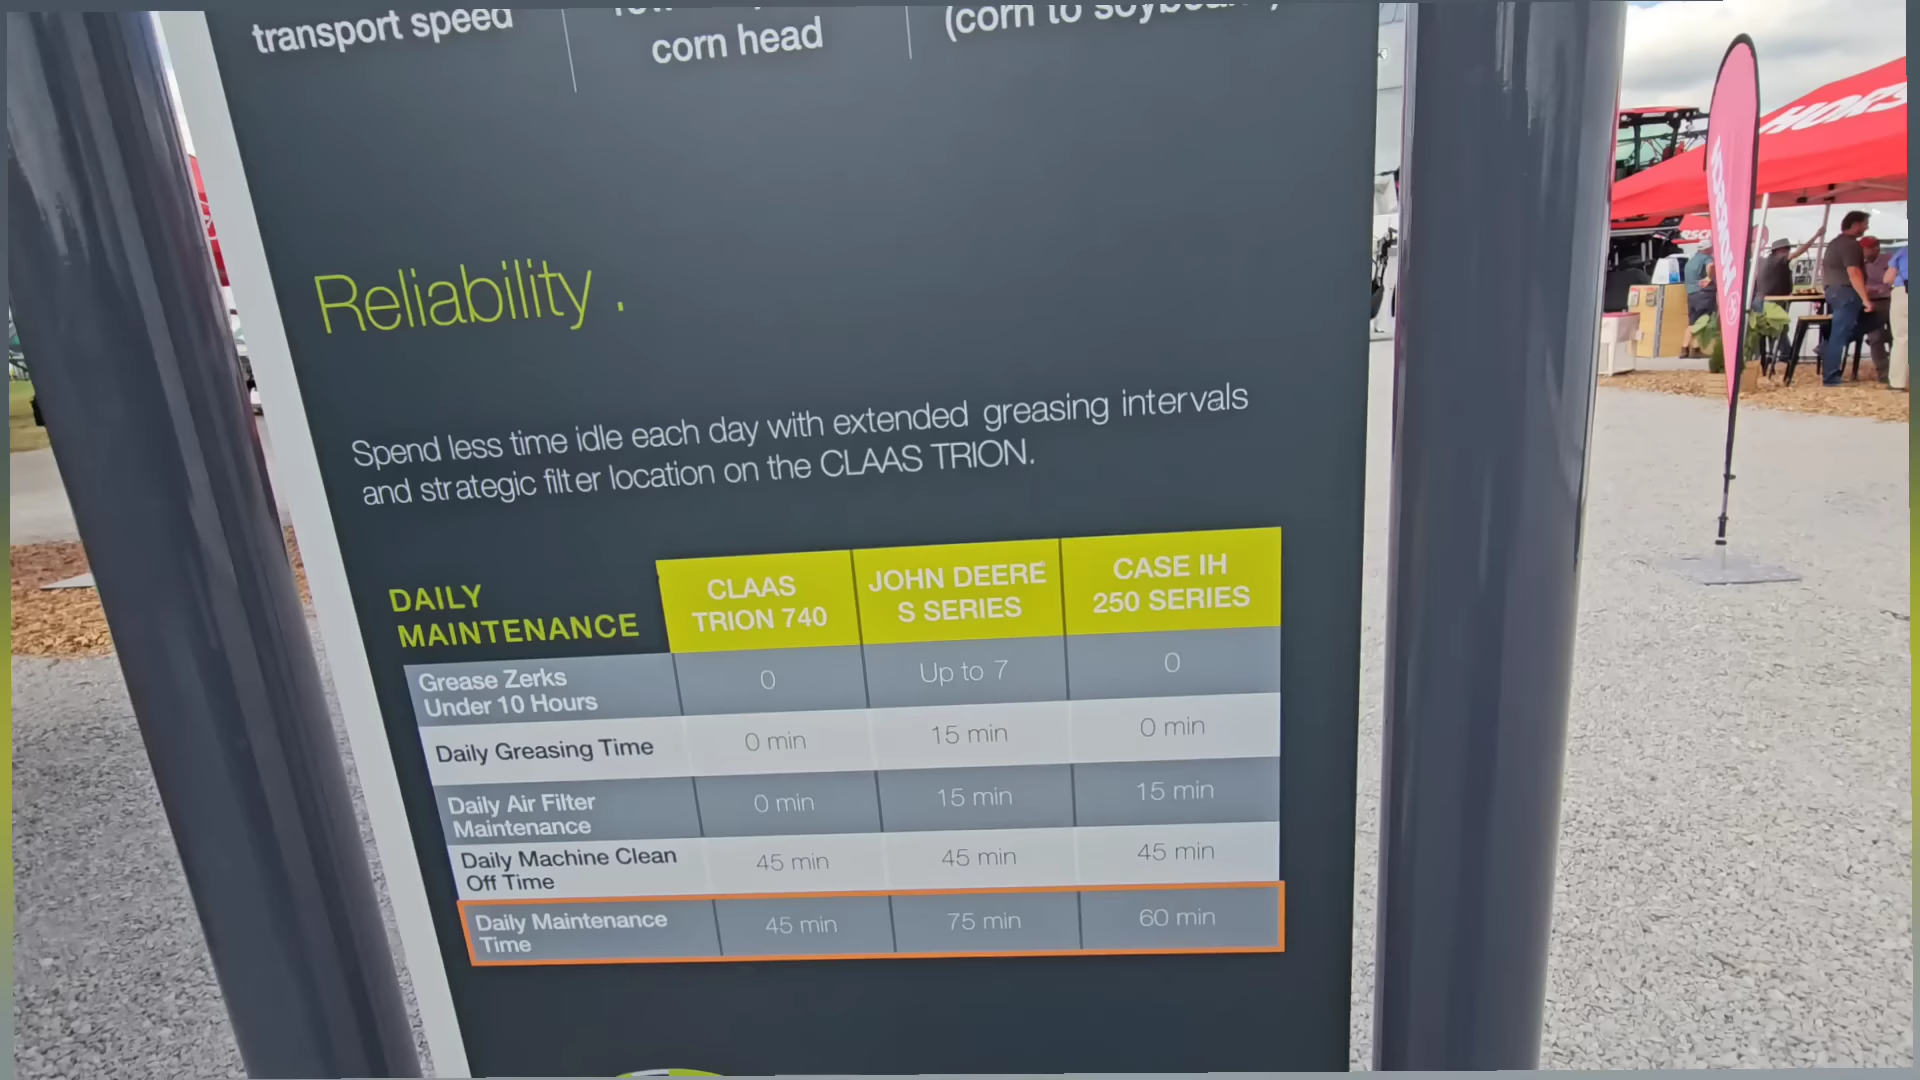 transport speed
corn head
(corn to
Reliability .
Spend less time idle each day with extended greasing intervals
and strategic filter location on the CLAAS TRION.
DAILY
MAINTENANCE
CLAAS
TRION 740
JOHN DEERE
S SERIES
CASE IH
250 SERIES
Grease Zerks
Under 10 Hours
0
Up to 7
0
Daily Greasing Time
0 min
15 min
0 min
Daily Air Filter
Maintenance
0 min
15 min
15 min
Daily Machine Clean
Off Time
45 min
45 min
45 min
Daily Maintenance
Time
45 min
75 min
60 min
HORSCH